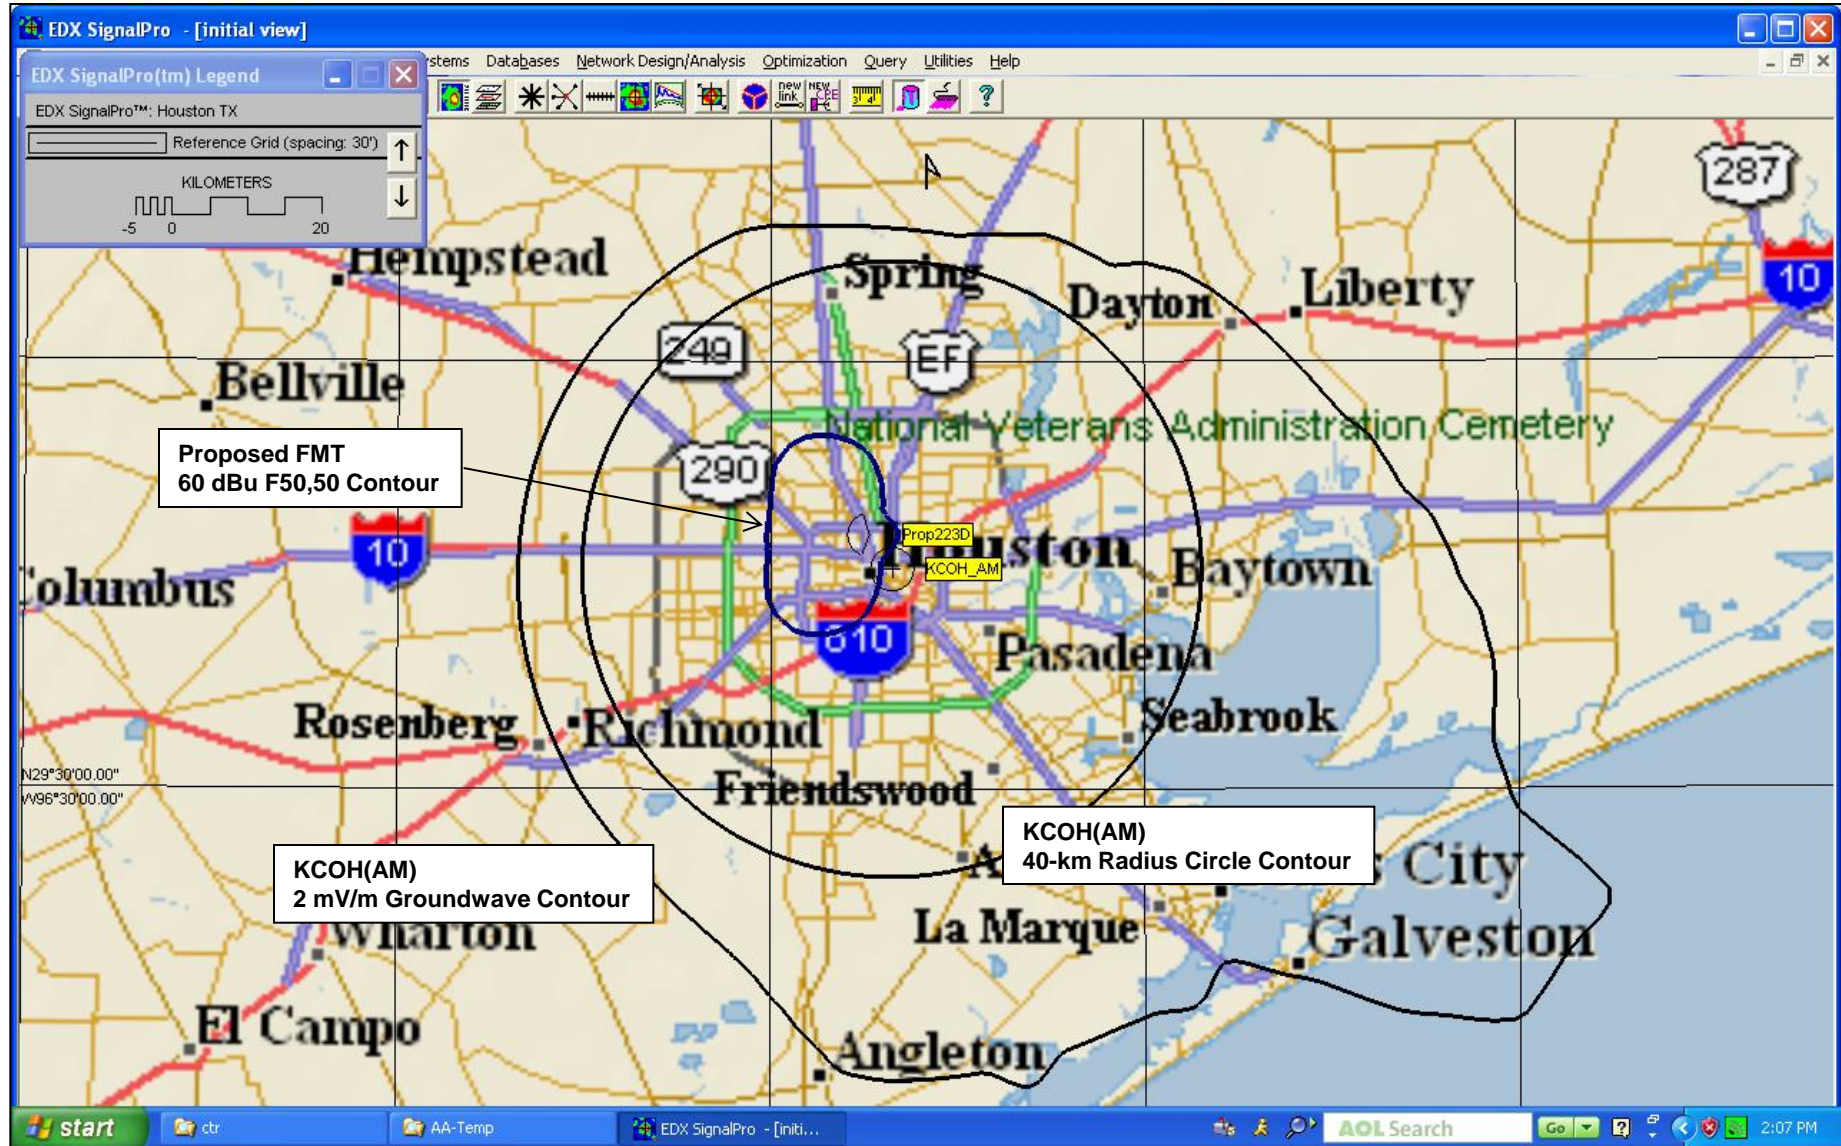 EDX SignalPro - [initial view]
EDX SignalPro(tm) Legend
stems Databases Network Design/Analysis Optimization Query Utilities Help
EDX SignalPro™: Houston TX
new link NEW CPE
Reference Grid (spacing: 30')
KILOMETERS
-5 0 20
287
10
Hempstead
Spring
Dayton
Liberty
249
EF
Bellville
National Veterans Administration Cemetery
Proposed FMT
60 dBu F50,50 Contour
290
10
Prop223D
Houston
KCOH_AM
Baytown
Columbus
610
Pasadena
Rosenberg
Richmond
Seabrook
N29°30'00.00"
W96°30'00.00"
Friendswood
KCOH(AM)
40-km Radius Circle Contour
KCOH(AM)
2 mV/m Groundwave Contour
A
s City
Wharton
La Marque
Galveston
El Campo
Angleton
start
ctr
AA-Temp
EDX SignalPro - [initi...
AOL Search
Go
2:07 PM